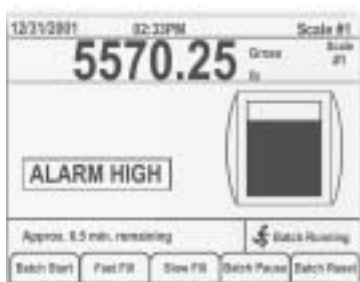 12/31/2001 02:33PM Scale #1
5570.25 Gross Scale #1
lb
ALARM HIGH
Approx. 0.5 min. remaining Batch Running
Batch Start Fast Fill Slow Fill Batch Pause Batch Reset